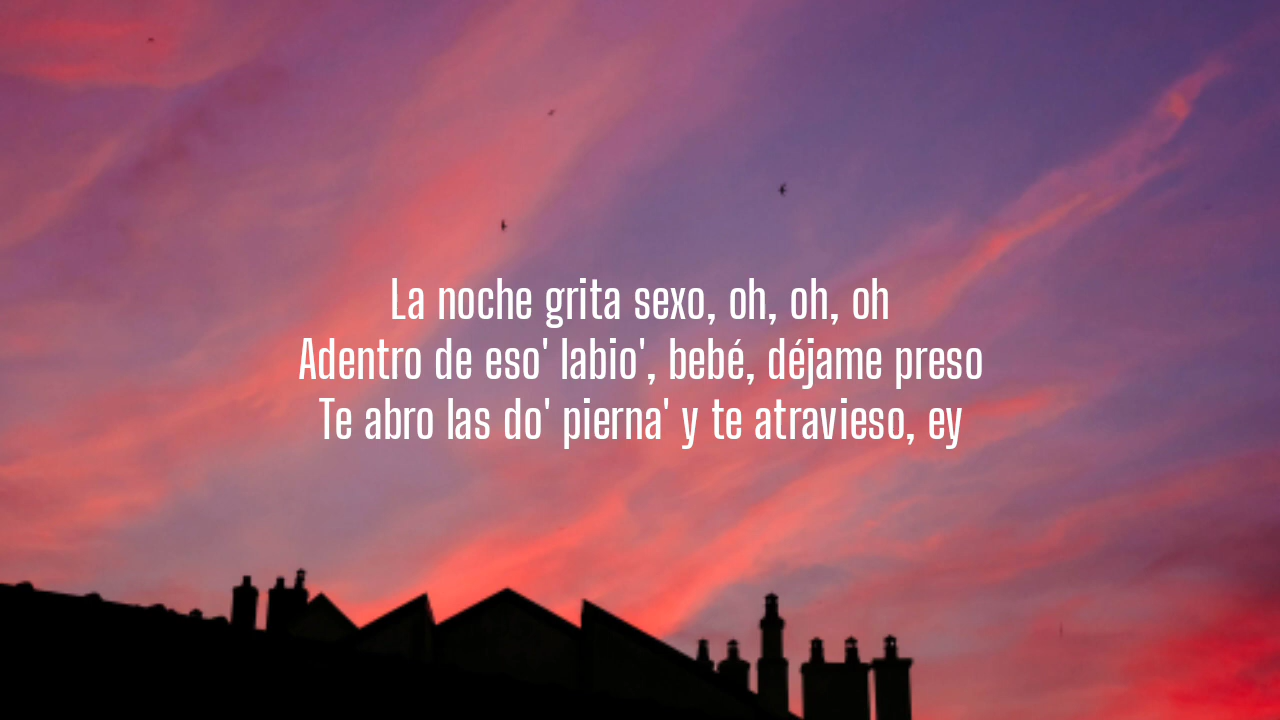 La noche grita sexo, oh, oh, oh
Adentro de eso' labio', bebé, déjame preso
Te abro las do' pierna' y te atravieso, ey